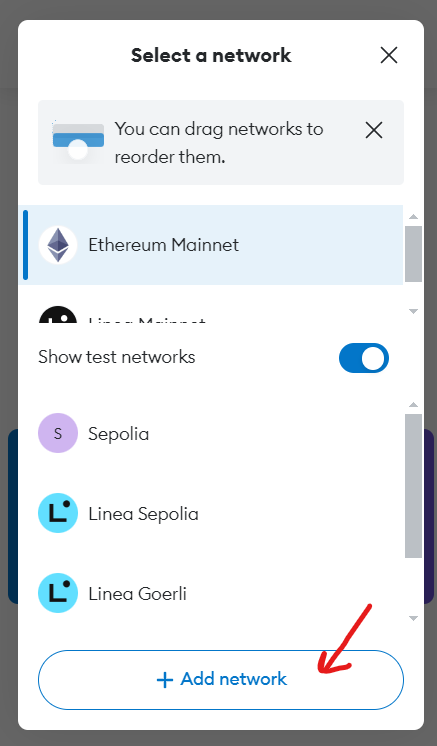 Select a network
You can drag networks to
reorder them.
Ethereum Mainnet
Linea Mainnet
Show test networks
S
Sepolia
Linea Sepolia
Linea Goerli
+ Add network